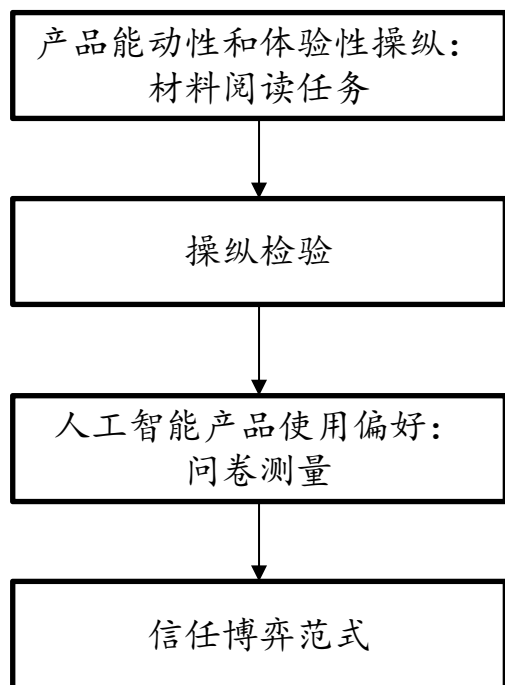 产品能动性和体验性操纵：
材料阅读任务
操纵检验
人工智能产品使用偏好：
问卷测量
信任博弈范式